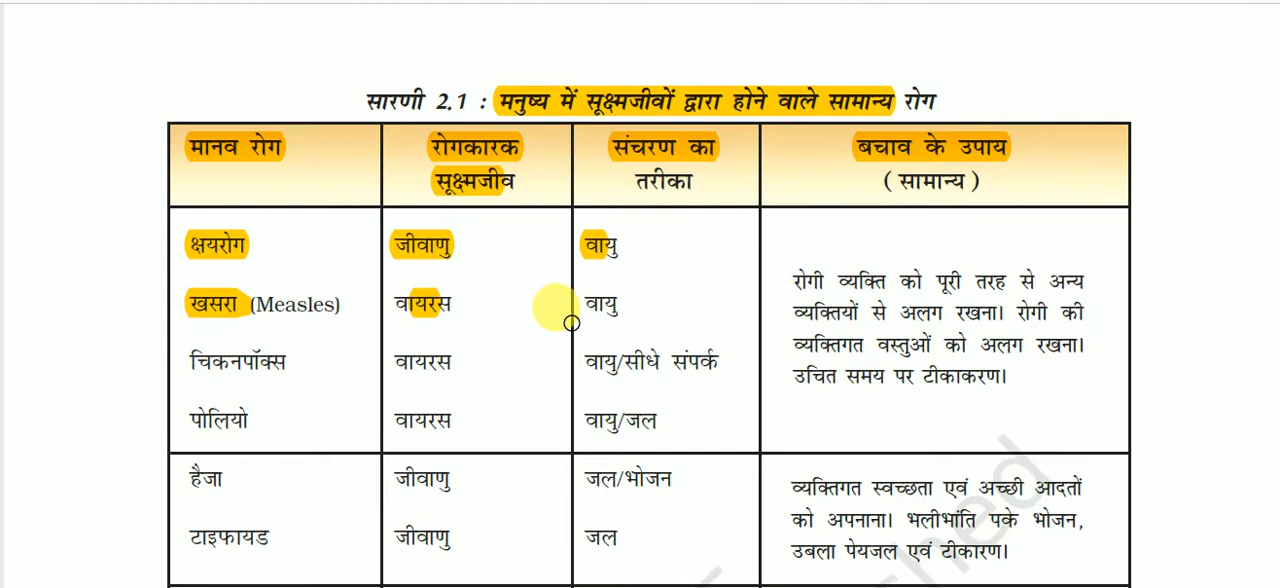 सारणी 2.1 : मनुष्य में सूक्ष्मजीवों द्वारा होने वाले सामान्य रोग
मानव रोग
रोगकारक
सूक्ष्मजीव
संचरण का
तरीका
बचाव के उपाय
( सामान्य )
क्षयरोग जीवाणु वायु
खसरा (Measles) वायरस वायु
चिकनपॉक्स वायरस वायु/सीधे संपर्क
पोलियो वायरस वायु/जल
रोगी व्यक्ति को पूरी तरह से अन्य
व्यक्तियों से अलग रखना। रोगी की
व्यक्तिगत वस्तुओं को अलग रखना।
उचित समय पर टीकाकरण।
हैजा जीवाणु जल/भोजन
टाइफायड जीवाणु जल
व्यक्तिगत स्वच्छता एवं अच्छी आदतों
को अपनाना। भलीभांति पके भोजन,
उबला पेयजल एवं टीकारण।
shed